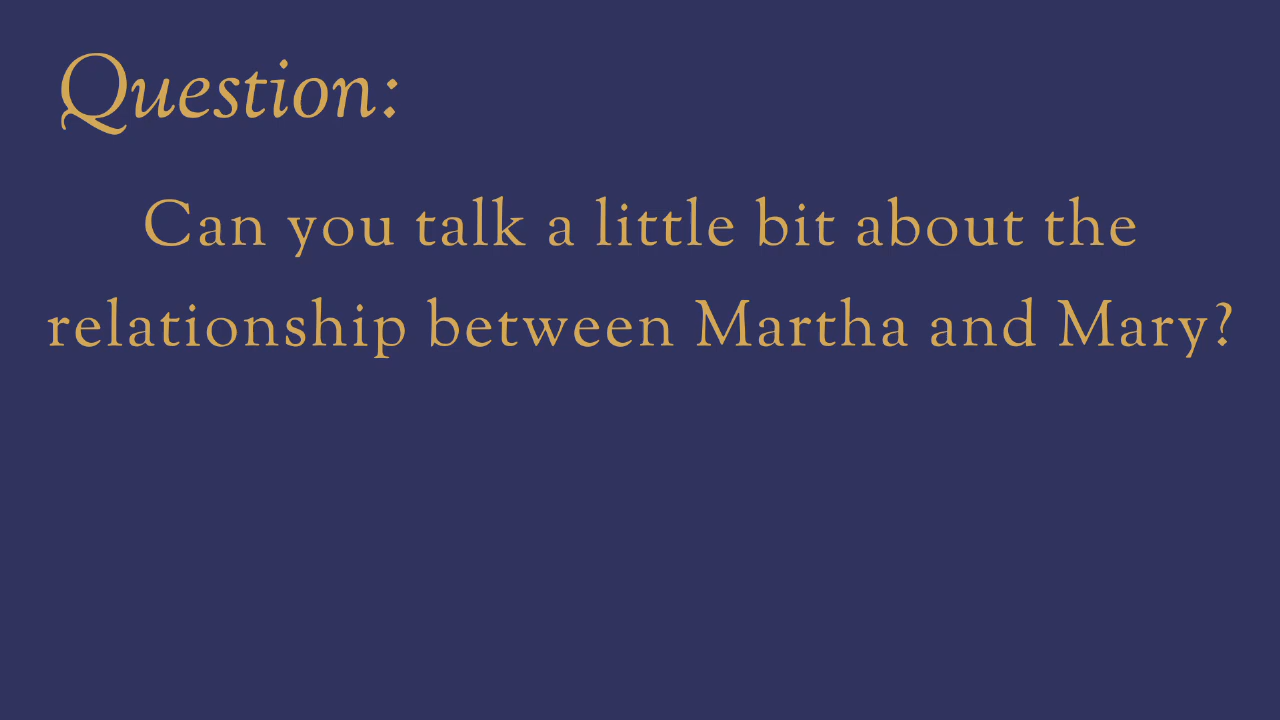 Question:
Can you talk a little bit about the
relationship between Martha and Mary?